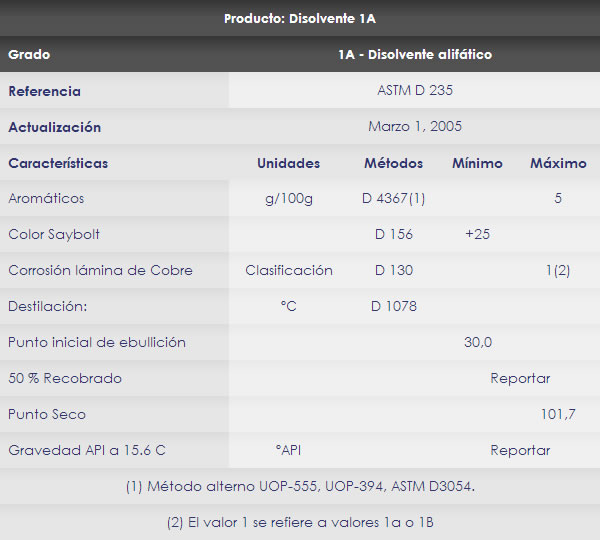 Producto: Disolvente 1A
Grado 1A - Disolvente alifático
Referencia ASTM D 235
Actualización Marzo 1, 2005
Características Unidades Métodos Mínimo Máximo
Aromáticos g/100g D 4367(1) 5
Color Saybolt D 156 +25
Corrosión lámina de Cobre Clasificación D 130 1(2)
Destilación: °C D 1078
Punto inicial de ebullición 30,0
50 % Recobrado Reportar
Punto Seco 101,7
Gravedad API a 15.6 C °API Reportar
(1) Método alterno UOP-555, UOP-394, ASTM D3054.
(2) El valor 1 se refiere a valores 1a o 1B